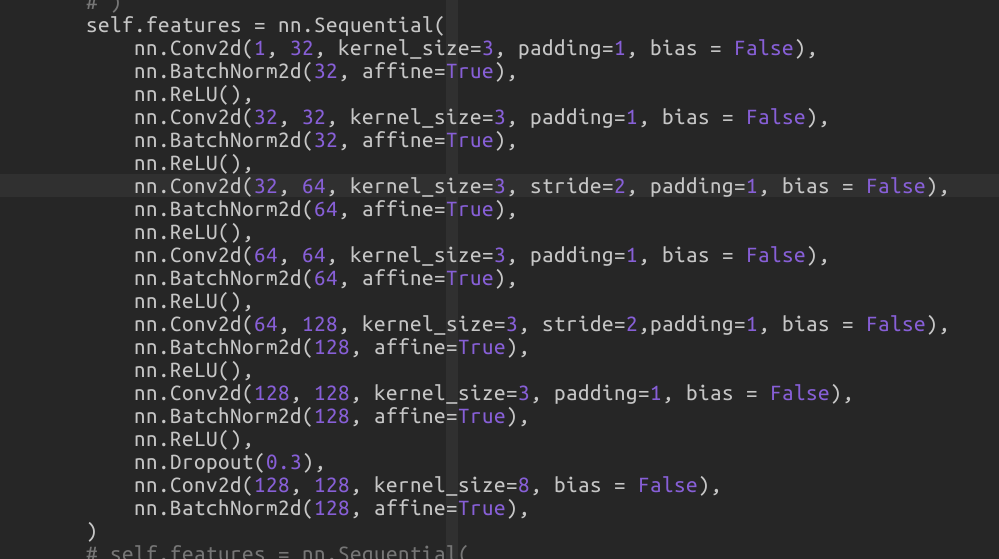 # )
self.features = nn.Sequential(
nn.Conv2d(1, 32, kernel_size=3, padding=1, bias = False),
nn.BatchNorm2d(32, affine=True),
nn.ReLU(),
nn.Conv2d(32, 32, kernel_size=3, padding=1, bias = False),
nn.BatchNorm2d(32, affine=True),
nn.ReLU(),
nn.Conv2d(32, 64, kernel_size=3, stride=2, padding=1, bias = False),
nn.BatchNorm2d(64, affine=True),
nn.ReLU(),
nn.Conv2d(64, 64, kernel_size=3, padding=1, bias = False),
nn.BatchNorm2d(64, affine=True),
nn.ReLU(),
nn.Conv2d(64, 128, kernel_size=3, stride=2,padding=1, bias = False),
nn.BatchNorm2d(128, affine=True),
nn.ReLU(),
nn.Conv2d(128, 128, kernel_size=3, padding=1, bias = False),
nn.BatchNorm2d(128, affine=True),
nn.ReLU(),
nn.Dropout(0.3),
nn.Conv2d(128, 128, kernel_size=8, bias = False),
nn.BatchNorm2d(128, affine=True),
)
# self.features = nn.Sequential(